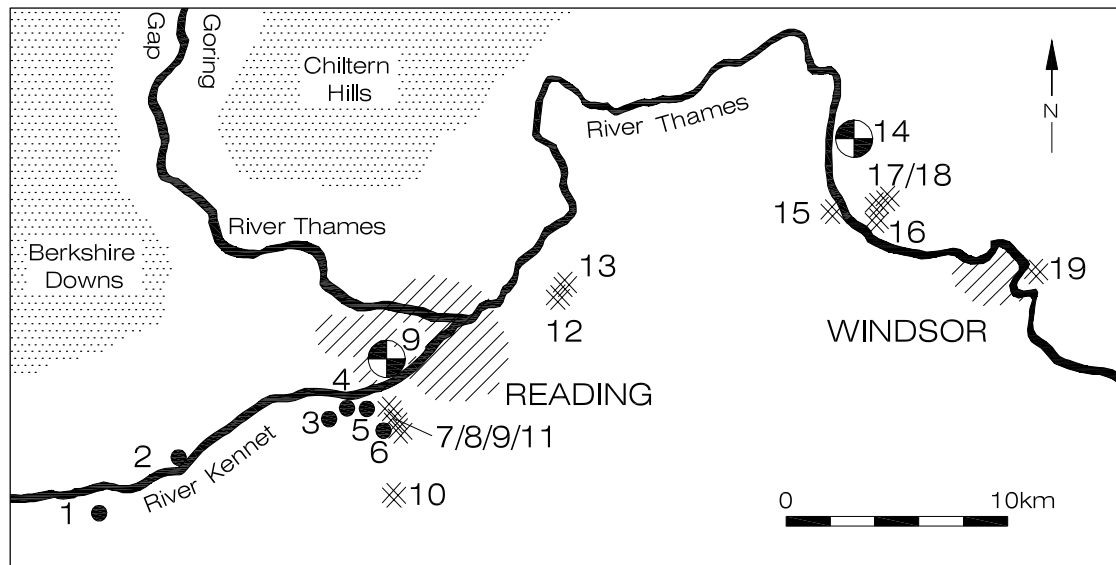 Goring
Gap
Chiltern
Hills
River Thames
N
14
17/18
15
16
River Thames
Berkshire
Downs
13
19
12
WINDSOR
9
READING
4
3
5
7/8/9/11
6
2
River Kennet
10
0
10km
1